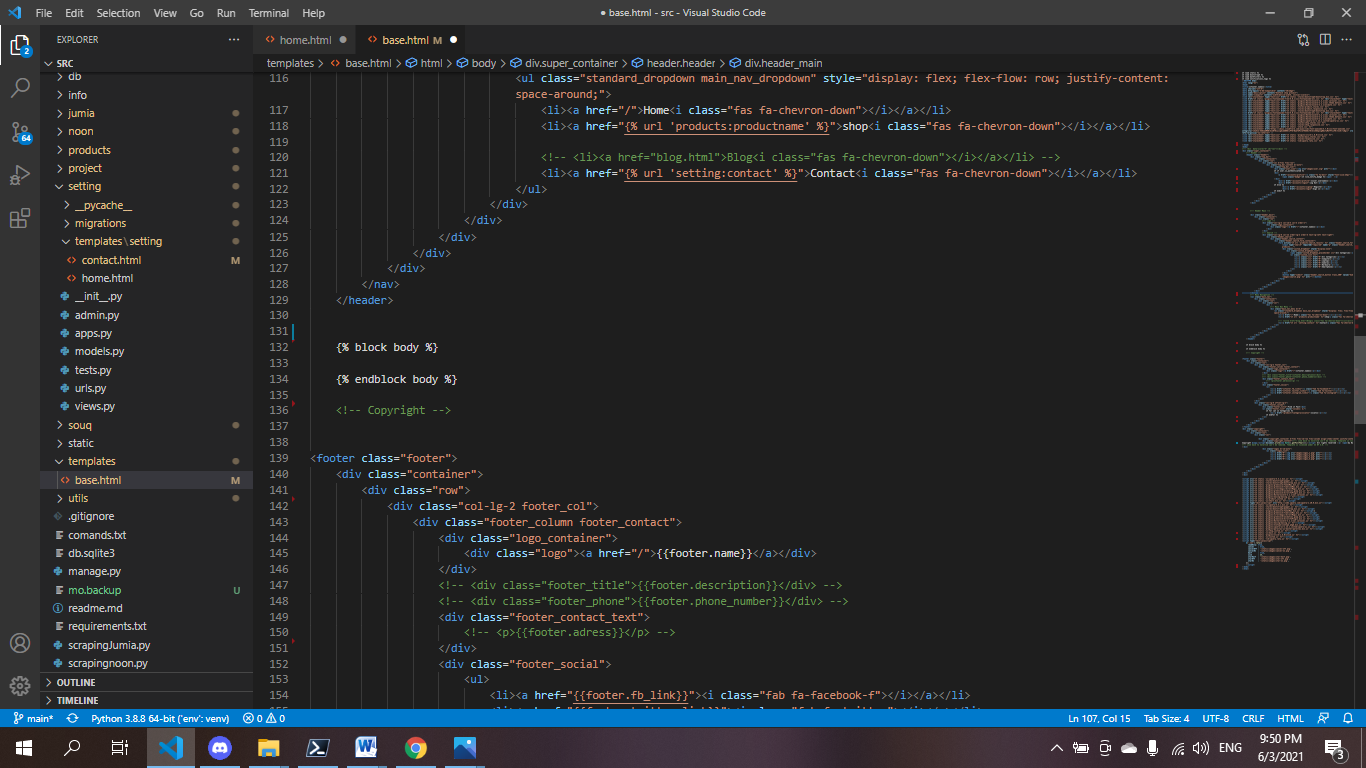 File Edit Selection View Go Run Terminal Help
● base.html - src - Visual Studio Code
EXPLORER
SRC
db
info
jumia
noon
products
project
setting
__pycache__
migrations
templates\setting
contact.html M
home.html
__init__.py
admin.py
apps.py
models.py
tests.py
urls.py
views.py
souq
static
templates
base.html M
utils
.gitignore
comands.txt
db.sqlite3
manage.py
mo.backup U
readme.md
requirements.txt
scrapingJumia.py
scrapingnoon.py
OUTLINE
TIMELINE
2
64
home.html ●
base.html M ●
templates > base.html > html > body > div.super_container > header.header > div.header_main
116 <ul class="standard_dropdown main_nav_dropdown" style="display: flex; flex-flow: row; justify-content:
space-around;">
117 <li><a href="/">Home<i class="fas fa-chevron-down"></i></a></li>
118 <li><a href="{% url 'products:productname' %}">shop<i class="fas fa-chevron-down"></i></a></li>
119
120 <!-- <li><a href="blog.html">Blog<i class="fas fa-chevron-down"></i></a></li> -->
121 <li><a href="{% url 'setting:contact' %}">Contact<i class="fas fa-chevron-down"></i></a></li>
122 </ul>
123 </div>
124 </div>
125 </div>
126 </div>
127 </div>
128 </nav>
129 </header>
130
131
132 {% block body %}
133
134 {% endblock body %}
135
136 <!-- Copyright -->
137
138
139 <footer class="footer">
140 <div class="container">
141 <div class="row">
142 <div class="col-lg-2 footer_col">
143 <div class="footer_column footer_contact">
144 <div class="logo_container">
145 <div class="logo"><a href="/">{{footer.name}}</a></div>
146 </div>
147 <!-- <div class="footer_title">{{footer.description}}</div> -->
148 <!-- <div class="footer_phone">{{footer.phone_number}}</div> -->
149 <div class="footer_contact_text">
150 <!-- <p>{{footer.adress}}</p> -->
151 </div>
152 <div class="footer_social">
153 <ul>
154 <li><a href="{{footer.fb_link}}"><i class="fab fa-facebook-f"></i></a></li>
main* Python 3.8.8 64-bit ('env': venv) 0 0
Ln 107, Col 15 Tab Size: 4 UTF-8 CRLF HTML
ENG
9:50 PM
6/3/2021
3